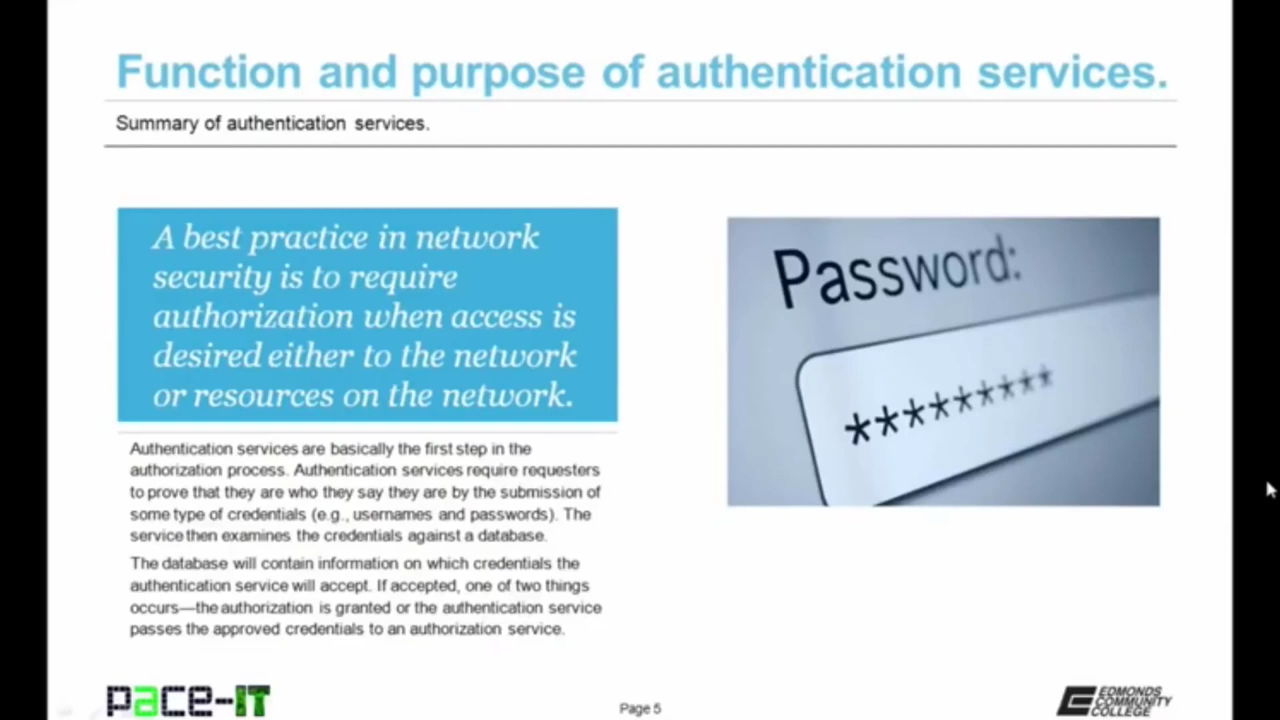 Function and purpose of authentication services.
Summary of authentication services.
A best practice in network
security is to require
authorization when access is
desired either to the network
or resources on the network.
Authentication services are basically the first step in the
authorization process. Authentication services require requesters
to prove that they are who they say they are by the submission of
some type of credentials (e.g., usernames and passwords). The
service then examines the credentials against a database.
The database will contain information on which credentials the
authentication service will accept. If accepted, one of two things
occurs—the authorization is granted or the authentication service
passes the approved credentials to an authorization service.
Password:
*********
pace-IT
Page 5
EDMONDS
COMMUNITY
COLLEGE